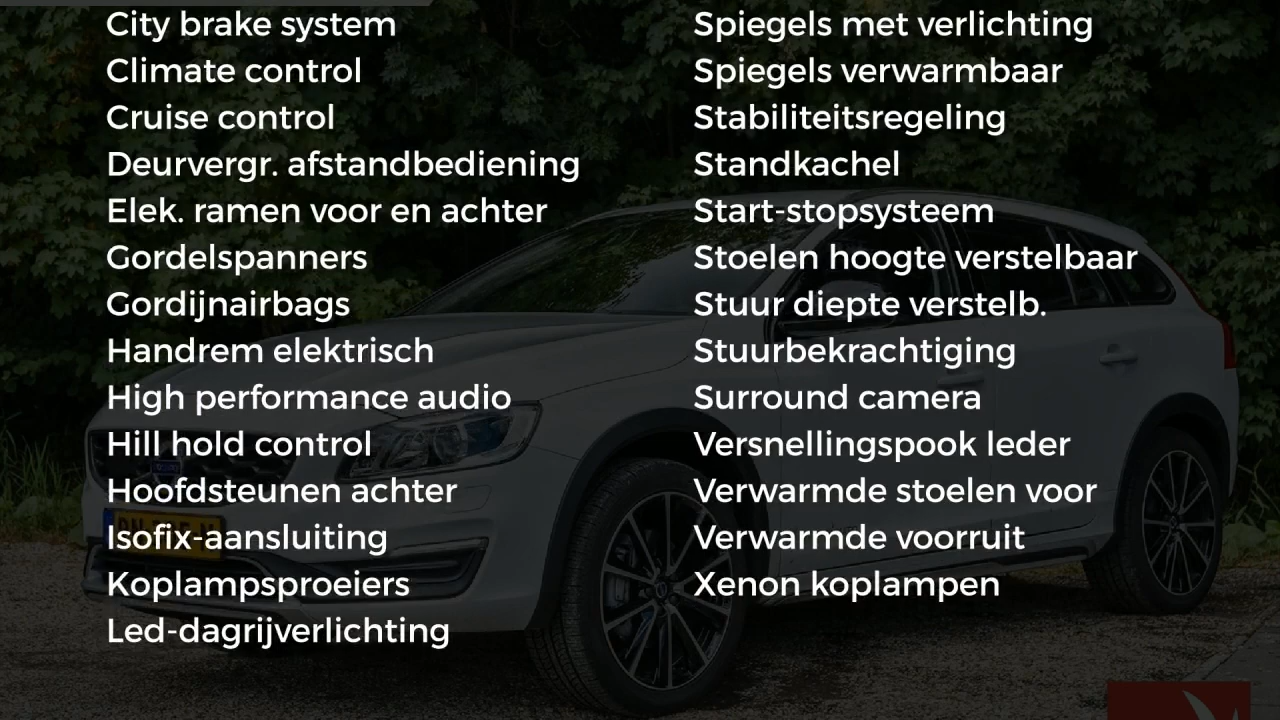 City brake system
Climate control
Cruise control
Deurvergr. afstandbediening
Elek. ramen voor en achter
Gordelspanners
Gordijnairbags
Handrem elektrisch
High performance audio
Hill hold control
Hoofdsteunen achter
Isofix-aansluiting
Koplampsproeiers
Led-dagrijverlichting
Spiegels met verlichting
Spiegels verwarmbaar
Stabiliteitsregeling
Standkachel
Start-stopsysteem
Stoelen hoogte verstelbaar
Stuur diepte verstelb.
Stuurbekrachtiging
Surround camera
Versnellingspook leder
Verwarmde stoelen voor
Verwarmde voorruit
Xenon koplampen